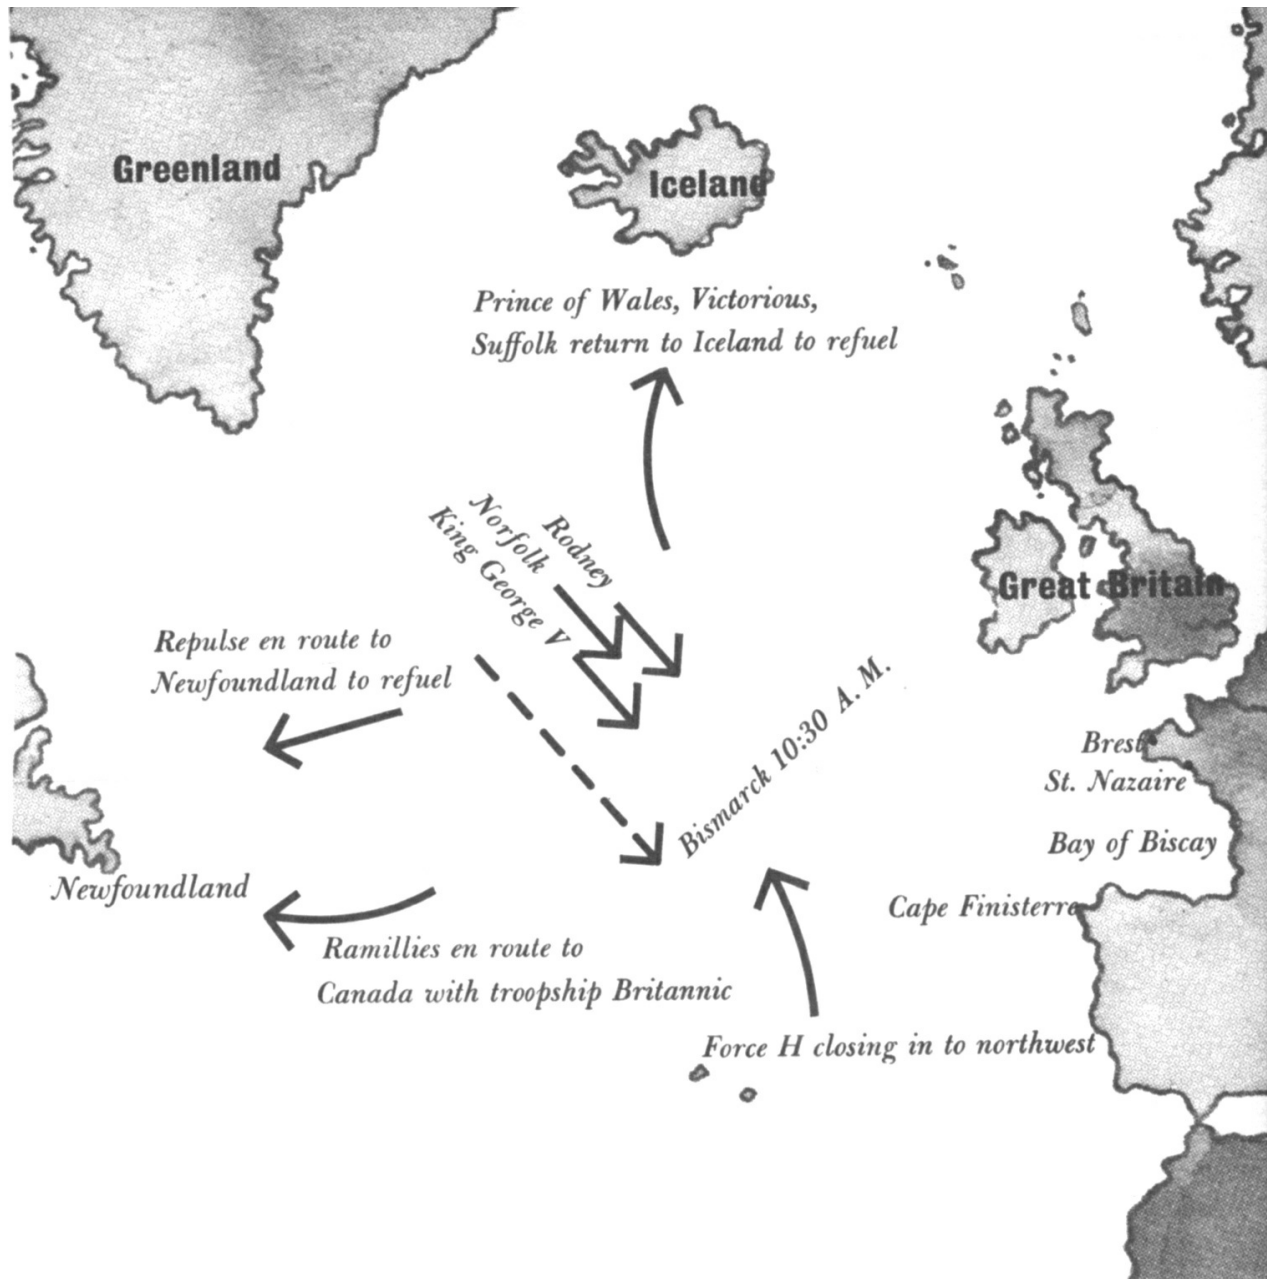 Greenland
Iceland
Prince of Wales, Victorious,
Suffolk return to Iceland to refuel
Rodney
Norfolk
King George V
Great Britain
Repulse en route to
Newfoundland to refuel
Bismarck 10:30 A. M.
Brest
St. Nazaire
Bay of Biscay
Newfoundland
Cape Finisterre
Ramillies en route to
Canada with troopship Britannic
Force H closing in to northwest